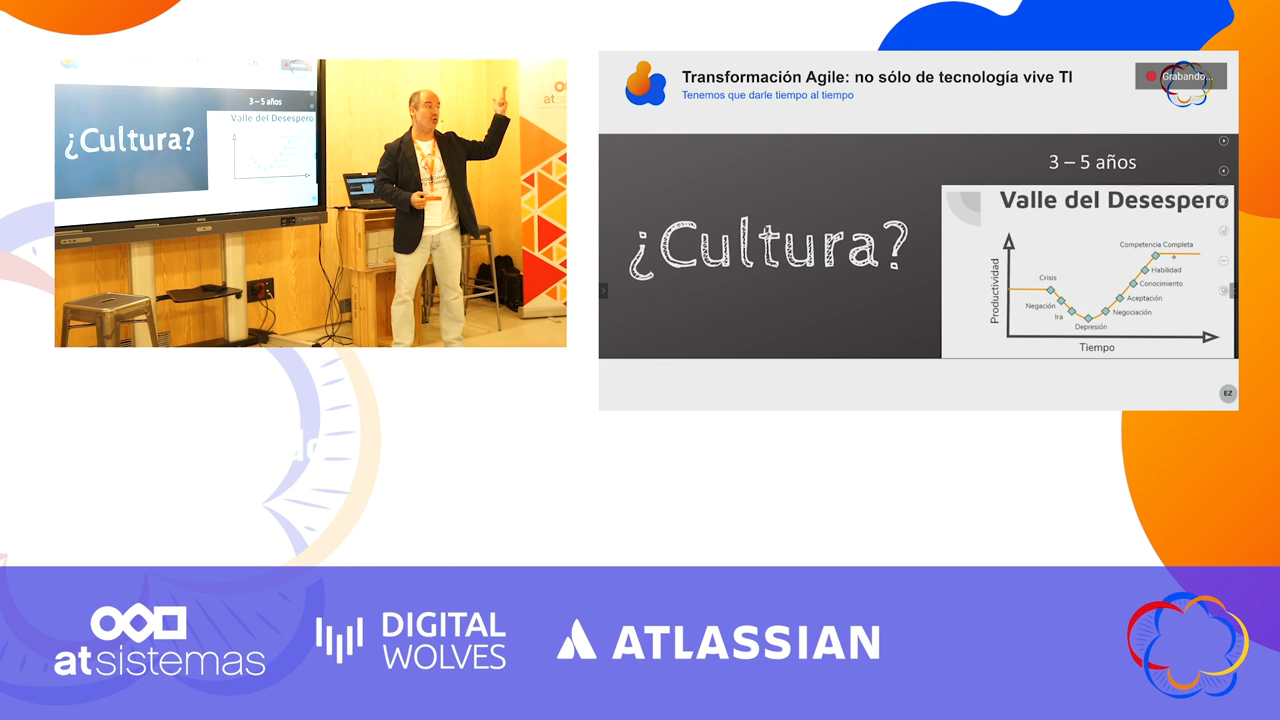 3 – 5 años
¿Cultura?
Valle del Desespero
Transformación Agile: no sólo de tecnología vive TI
Tenemos que darle tiempo al tiempo
Grabando...
3 – 5 años
¿Cultura?
Valle del Desespero
Productividad
Crisis
Negación
Ira
Depresión
Negociación
Aceptación
Conocimiento
Habilidad
Competencia Completa
Tiempo
EZ
atsistemas
DIGITAL
WOLVES
ATLASSIAN